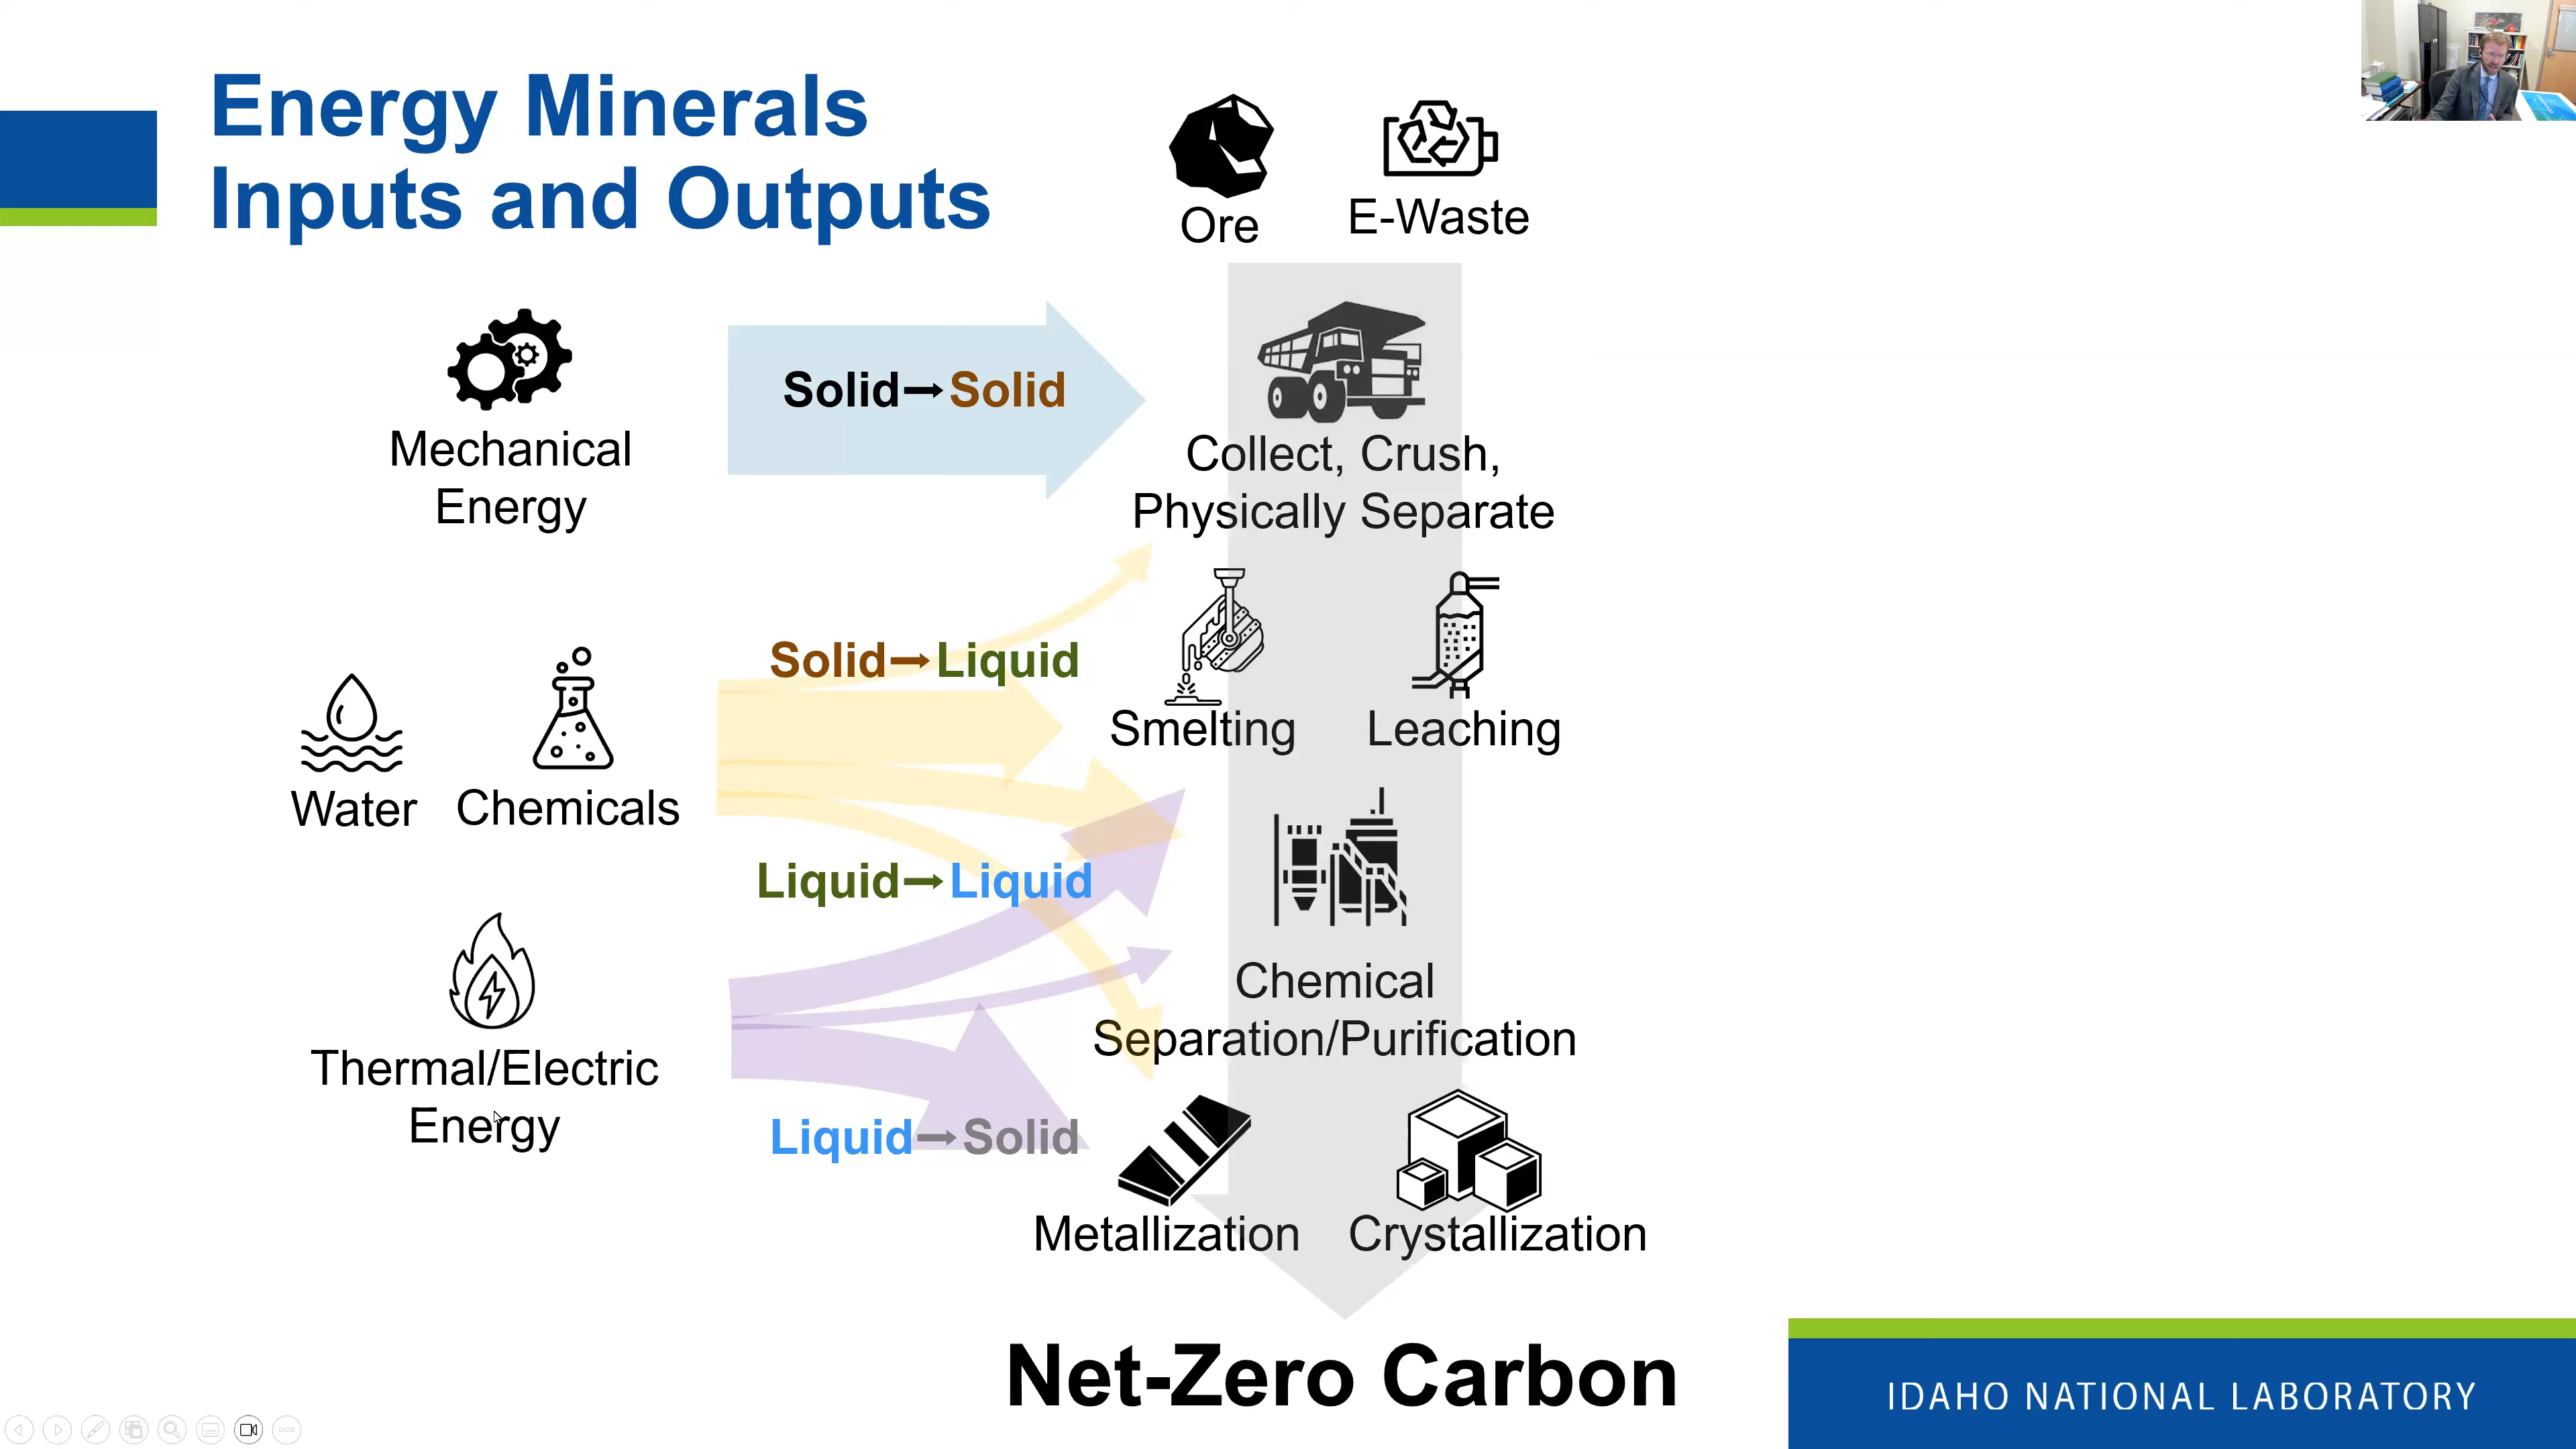 Energy Minerals
Inputs and Outputs
Ore
E-Waste
Mechanical
Energy
Solid→Solid
Collect, Crush,
Physically Separate
Solid→Liquid
Smelting
Leaching
Water
Chemicals
Liquid→Liquid
Chemical
Separation/Purification
Thermal/Electric
Energy
Liquid→Solid
Metallization
Crystallization
Net-Zero Carbon
IDAHO NATIONAL LABORATORY